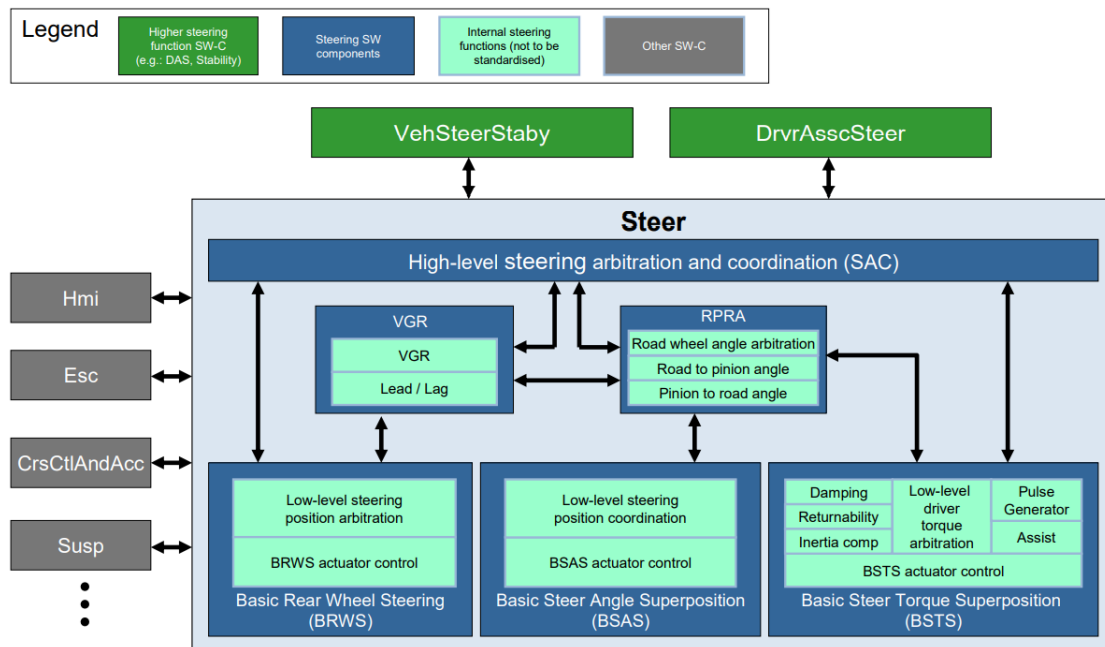 Legend
Higher steering
function SW-C
(e.g.: DAS, Stability)
Steering SW
components
Internal steering
functions (not to be
standardised)
Other SW-C
VehSteerStaby
DrvrAsscSteer
Steer
High-level steering arbitration and coordination (SAC)
Hmi
Esc
CrsCtlAndAcc
Susp
VGR
VGR
Lead / Lag
RPRA
Road wheel angle arbitration
Road to pinion angle
Pinion to road angle
Low-level steering
position arbitration
BRWS actuator control
Basic Rear Wheel Steering
(BRWS)
Low-level steering
position coordination
BSAS actuator control
Basic Steer Angle Superposition
(BSAS)
Damping
Returnability
Inertia comp
Low-level
driver
torque
arbitration
Pulse
Generator
Assist
BSTS actuator control
Basic Steer Torque Superposition
(BSTS)